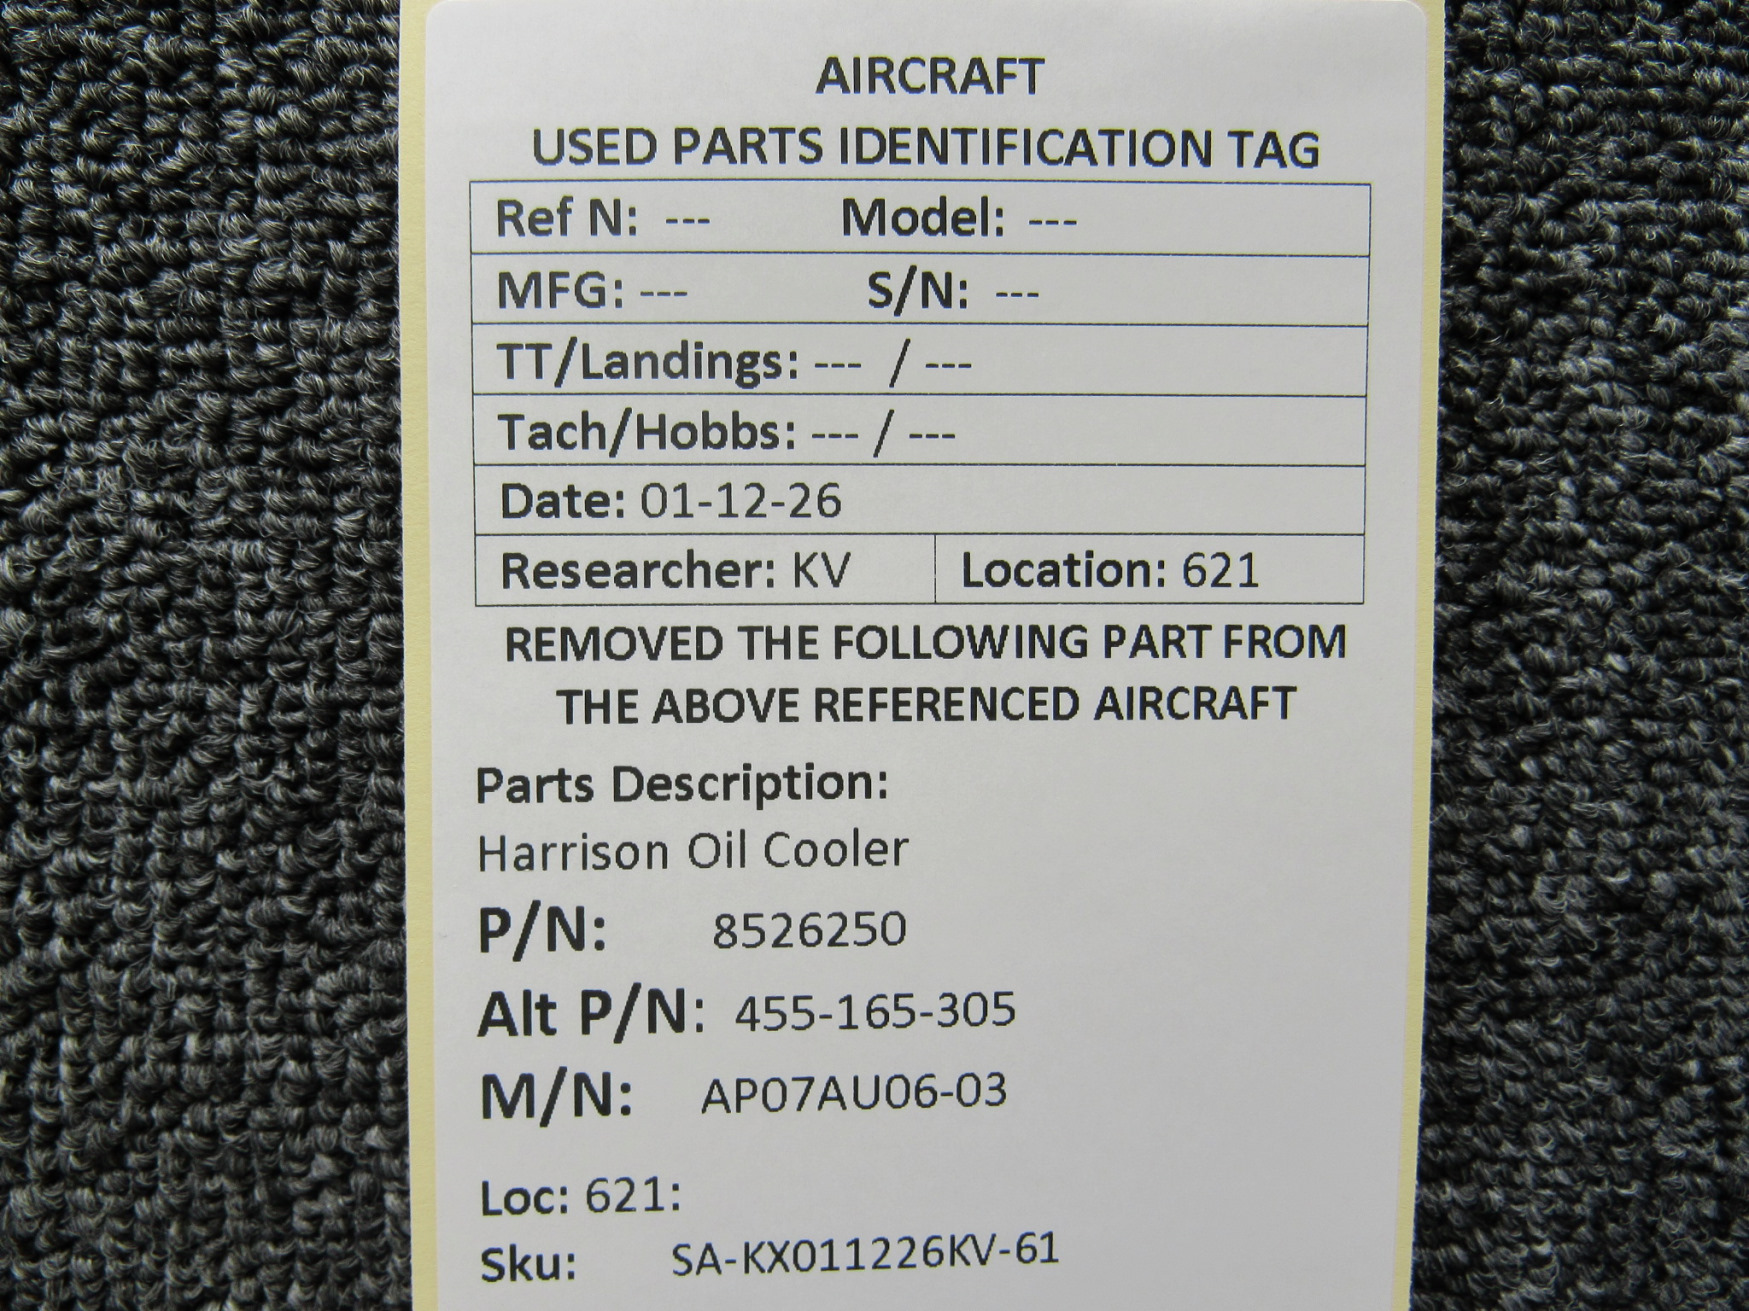 AIRCRAFT
USED PARTS IDENTIFICATION TAG
Ref N: --- Model: ---
MFG: --- S/N: ---
TT/Landings: --- / ---
Tach/Hobbs: --- / ---
Date: 01-12-26
Researcher: KV Location: 621
REMOVED THE FOLLOWING PART FROM
THE ABOVE REFERENCED AIRCRAFT
Parts Description:
Harrison Oil Cooler
P/N: 8526250
Alt P/N: 455-165-305
M/N: AP07AU06-03
Loc: 621:
Sku: SA-KX011226KV-61